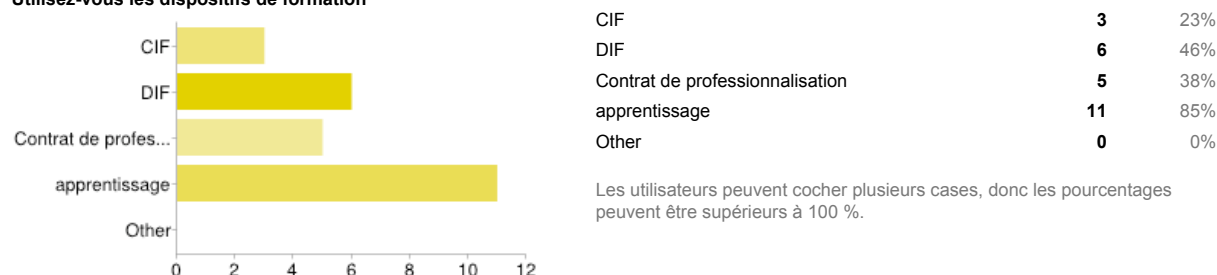 Utilisez-vous les dispositifs de formation
CIF
DIF
Contrat de profes...
apprentissage
Other
0 2 4 6 8 10 12
CIF 3 23%
DIF 6 46%
Contrat de professionnalisation 5 38%
apprentissage 11 85%
Other 0 0%
Les utilisateurs peuvent cocher plusieurs cases, donc les pourcentages
peuvent être supérieurs à 100 %.